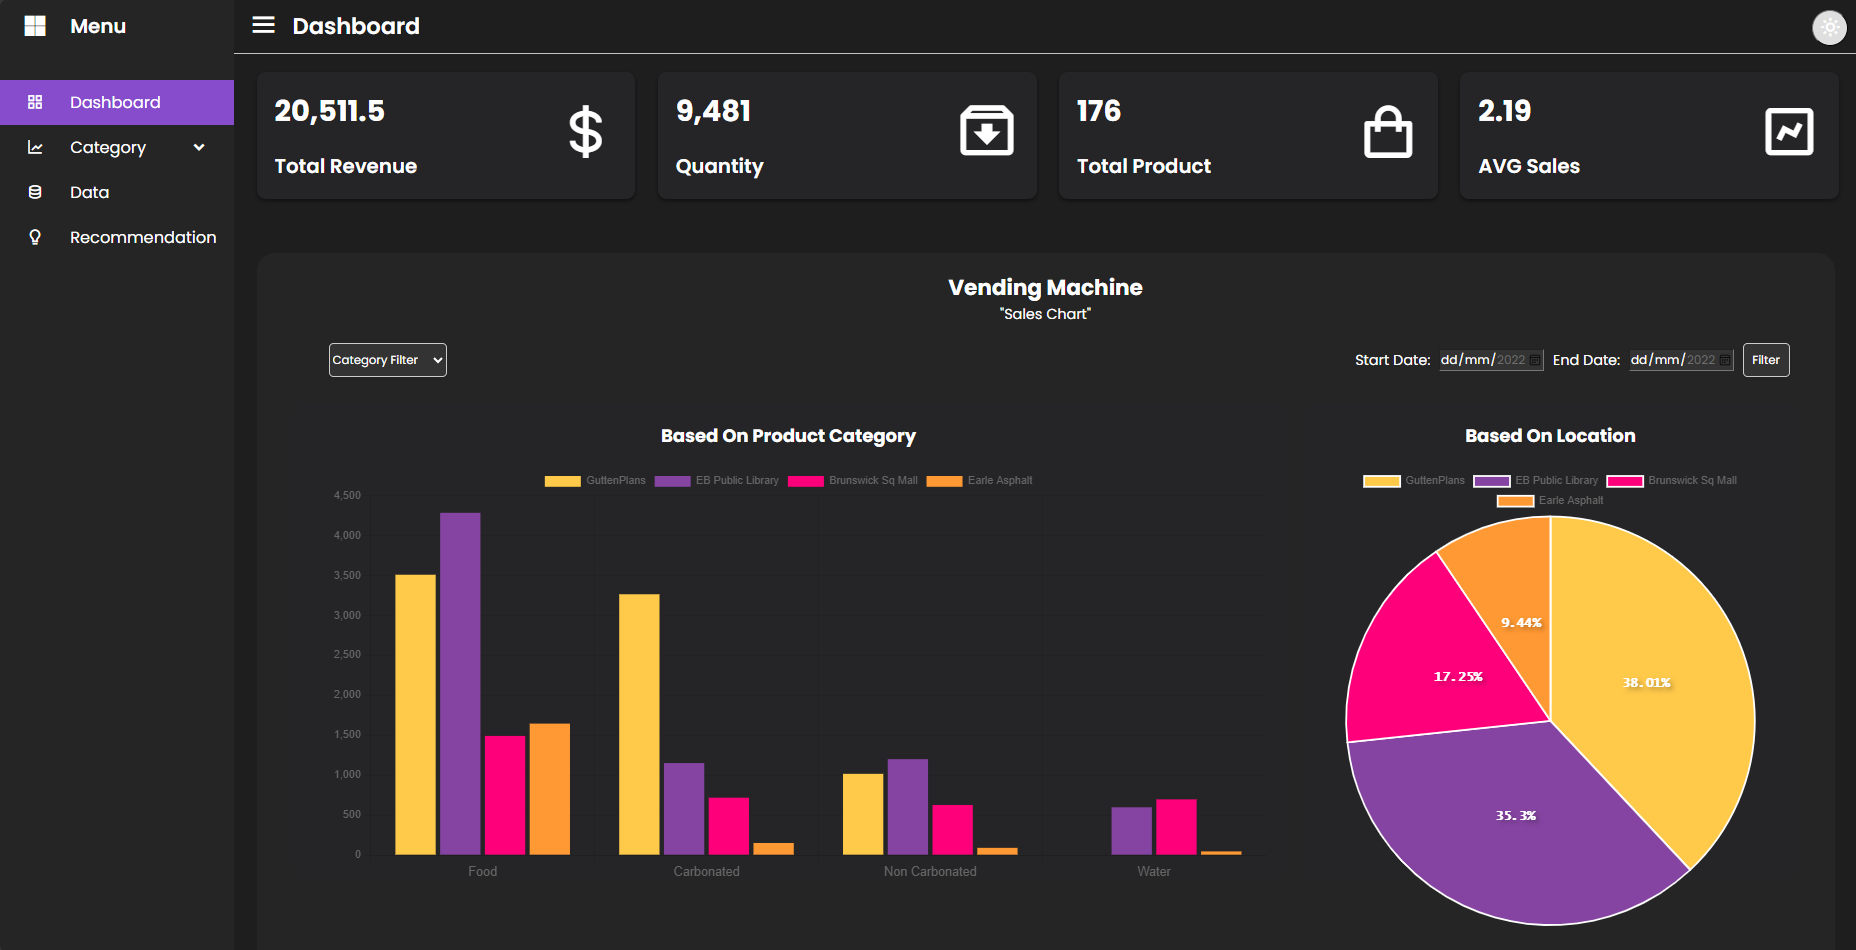 Menu
Dashboard
Category
Data
Recommendation
Dashboard
20,511.5
Total Revenue
9,481
Quantity
176
Total Product
2.19
AVG Sales
Vending Machine
"Sales Chart"
Category Filter
Start Date: dd/mm/2022 End Date: dd/mm/2022 Filter
Based On Product Category
GuttenPlans EB Public Library Brunswick Sq Mall Earle Asphalt
4,500
4,000
3,500
3,000
2,500
2,000
1,500
1,000
500
0
Food Carbonated Non Carbonated Water
Based On Location
GuttenPlans EB Public Library Brunswick Sq Mall
Earle Asphalt
9.44%
17.25%
38.01%
35.3%